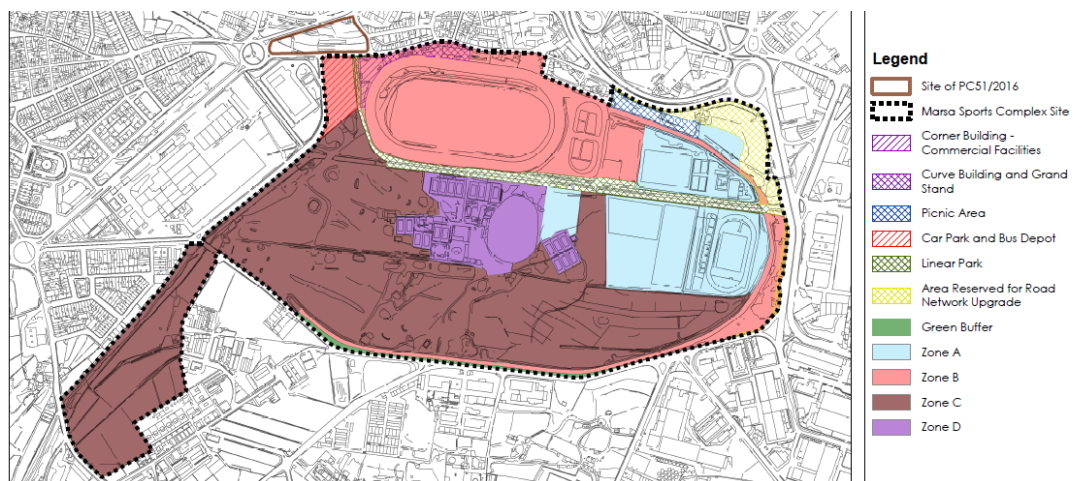 Legend
Site of PC51/2016
Marsa Sports Complex Site
Corner Building -
Commercial Facilities
Curve Building and Grand
Stand
Picnic Area
Car Park and Bus Depot
Linear Park
Area Reserved for Road
Network Upgrade
Green Buffer
Zone A
Zone B
Zone C
Zone D